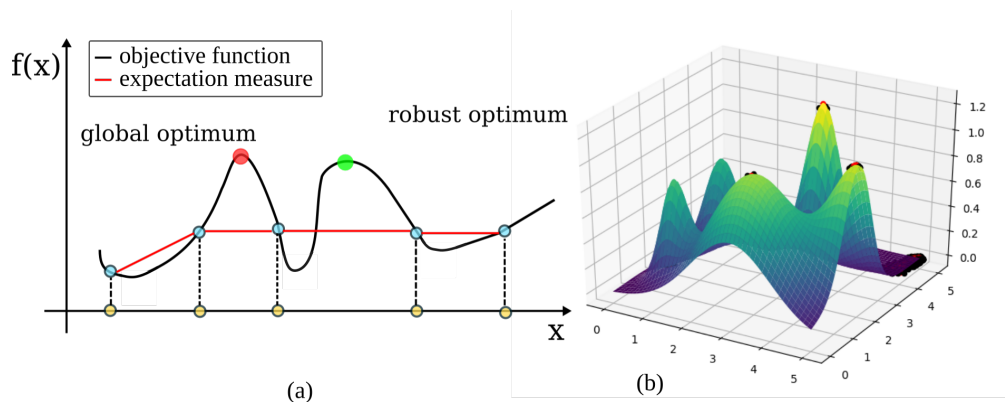 f(x)
objective function
expectation measure
global optimum
robust optimum
x
(a)
1.2
1.0
0.8
0.6
0.4
0.2
0.0
0
1
2
3
4
5
0
1
2
3
4
5
(b)